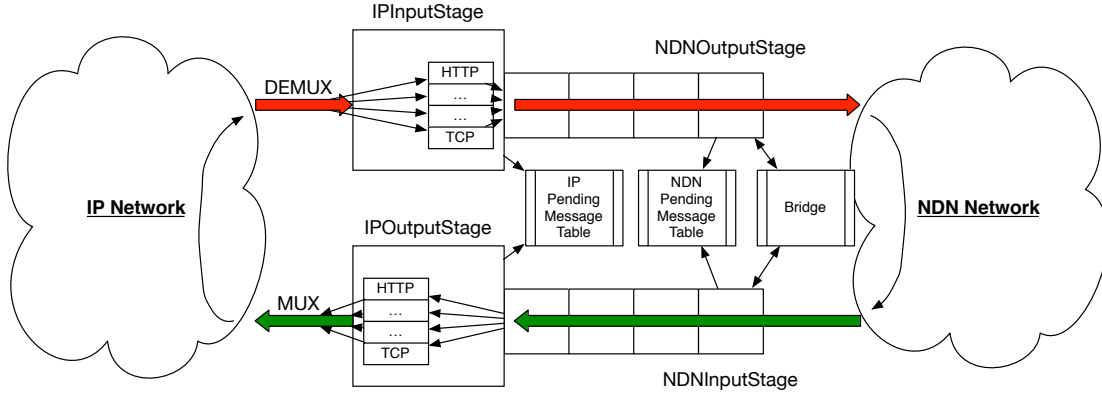 IPInputStage
NDNOutputStage
DEMUX
HTTP
...
...
TCP
IP Network
IP
Pending
Message
Table
NDN
Pending
Message
Table
Bridge
NDN Network
IPOutputStage
MUX
HTTP
...
...
TCP
NDNInputStage